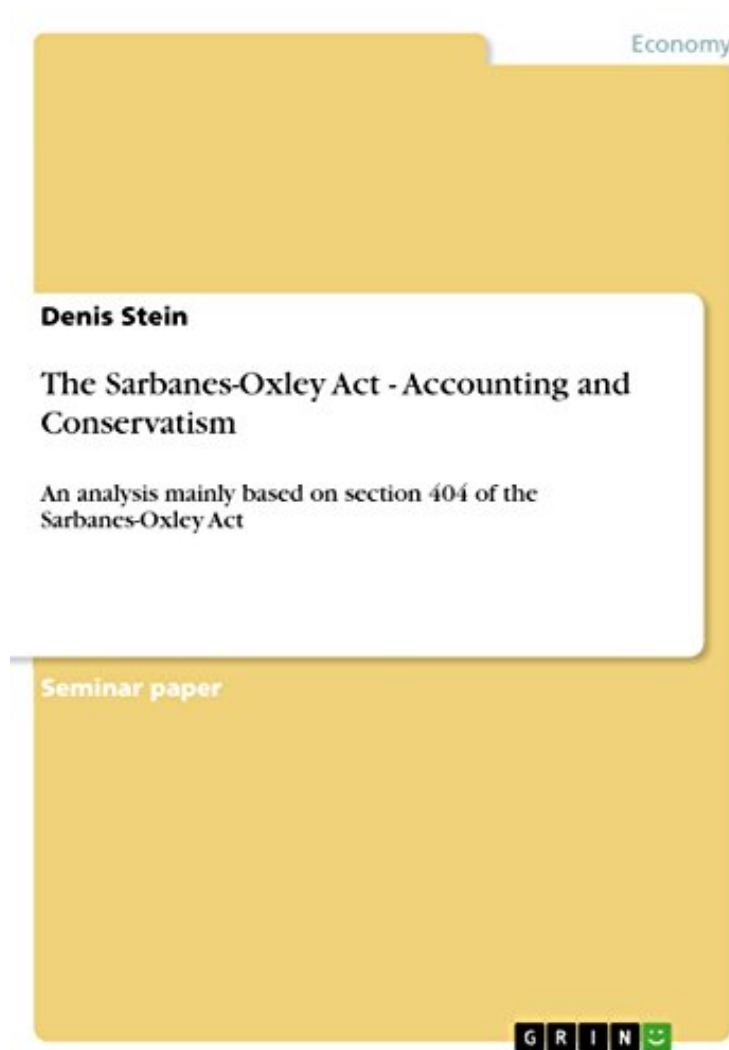 Economy
Denis Stein
The Sarbanes-Oxley Act - Accounting and
Conservatism
An analysis mainly based on section 404 of the
Sarbanes-Oxley Act
Seminar paper
GRIN